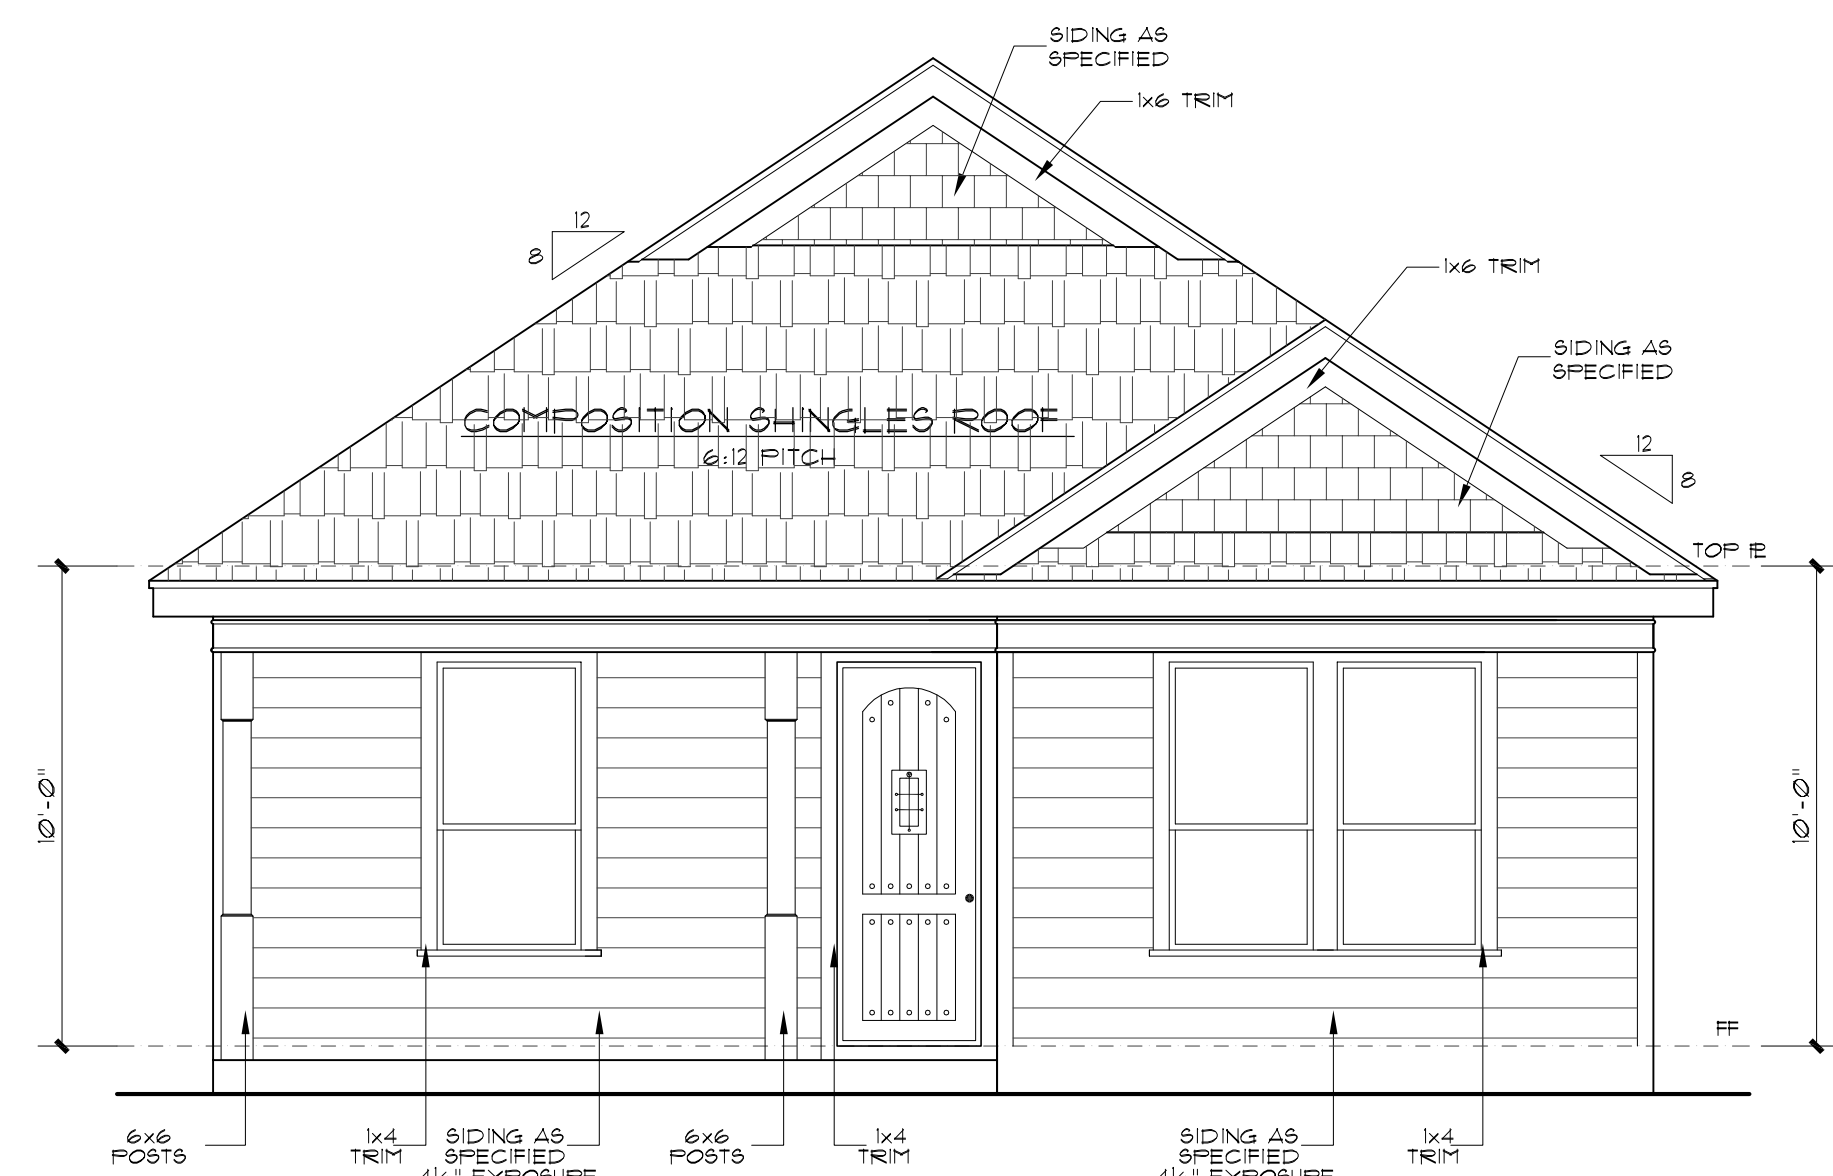 SIDING AS
SPECIFIED
1x6 TRIM
12
8
1x6 TRIM
SIDING AS
SPECIFIED
COMPOSITION SHINGLES ROOF
6:12 PITCH
12
8
TOP PL
10'-0"
10'-0"
FF
6x6
POSTS
1x4
TRIM
SIDING AS
SPECIFIED
EXPOSURE
6x6
POSTS
1x4
TRIM
SIDING AS
SPECIFIED
EXPOSURE
1x4
TRIM